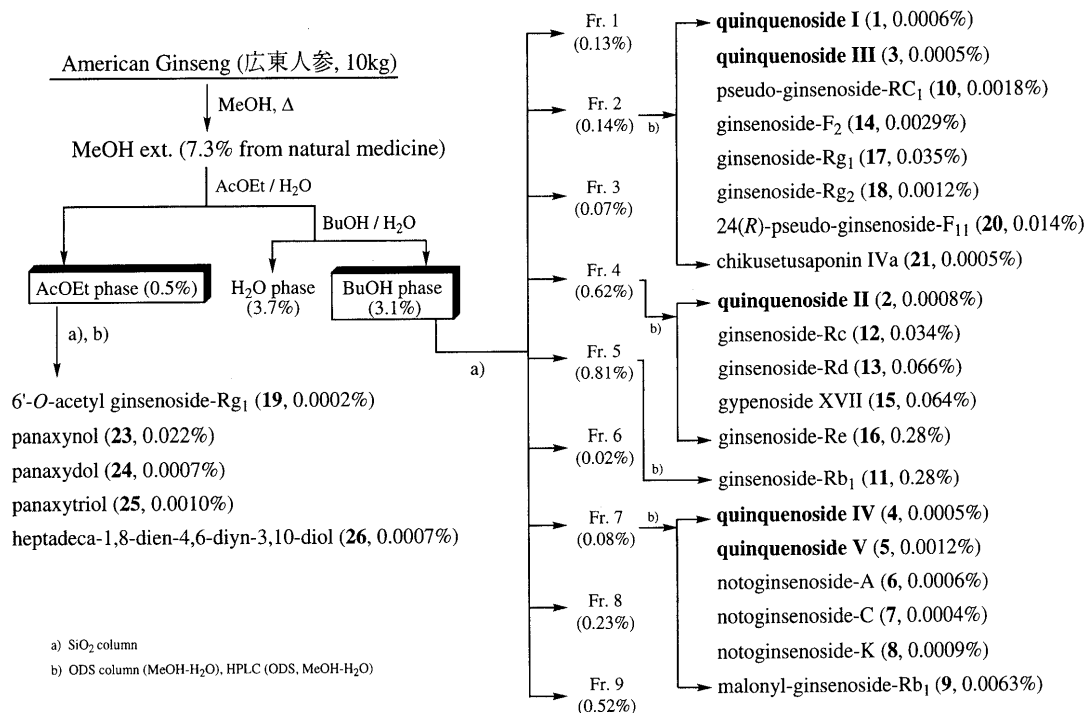 American Ginseng (広東人参, 10kg)
MeOH, Δ
MeOH ext. (7.3% from natural medicine)
AcOEt / H₂O
BuOH / H₂O
AcOEt phase (0.5%)
H₂O phase
(3.7%)
BuOH phase
(3.1%)
a), b)
a)
6'-O-acetyl ginsenoside-Rg₁ (19, 0.0002%)
panaxynol (23, 0.022%)
panaxydol (24, 0.0007%)
panaxytriol (25, 0.0010%)
heptadeca-1,8-dien-4,6-diyn-3,10-diol (26, 0.0007%)
a) SiO₂ column
b) ODS column (MeOH-H₂O), HPLC (ODS, MeOH-H₂O)
Fr. 1
(0.13%)
Fr. 2
(0.14%)
b)
Fr. 3
(0.07%)
Fr. 4
(0.62%)
b)
Fr. 5
(0.81%)
b)
Fr. 6
(0.02%)
Fr. 7
(0.08%)
b)
Fr. 8
(0.23%)
Fr. 9
(0.52%)
quinquenoside I (1, 0.0006%)
quinquenoside III (3, 0.0005%)
pseudo-ginsenoside-RC₁ (10, 0.0018%)
ginsenoside-F₂ (14, 0.0029%)
ginsenoside-Rg₁ (17, 0.035%)
ginsenoside-Rg₂ (18, 0.0012%)
24(R)-pseudo-ginsenoside-F₁₁ (20, 0.014%)
chikusetusaponin IVa (21, 0.0005%)
quinquenoside II (2, 0.0008%)
ginsenoside-Rc (12, 0.034%)
ginsenoside-Rd (13, 0.066%)
gypenoside XVII (15, 0.064%)
ginsenoside-Re (16, 0.28%)
ginsenoside-Rb₁ (11, 0.28%)
quinquenoside IV (4, 0.0005%)
quinquenoside V (5, 0.0012%)
notoginsenoside-A (6, 0.0006%)
notoginsenoside-C (7, 0.0004%)
notoginsenoside-K (8, 0.0009%)
malonyl-ginsenoside-Rb₁ (9, 0.0063%)